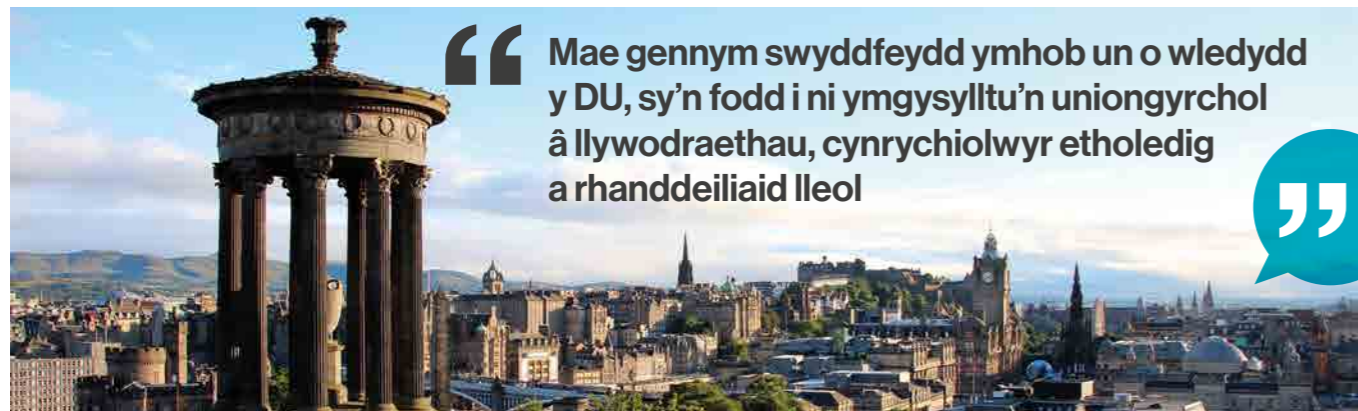 “
Mae gennym swyddfeydd ymhob un o wledydd
y DU, sy’n fodd i ni ymgysylltu’n uniongyrchol
â llywodraethau, cynrychiolwyr etholedig
a rhanddeiliaid lleol
”